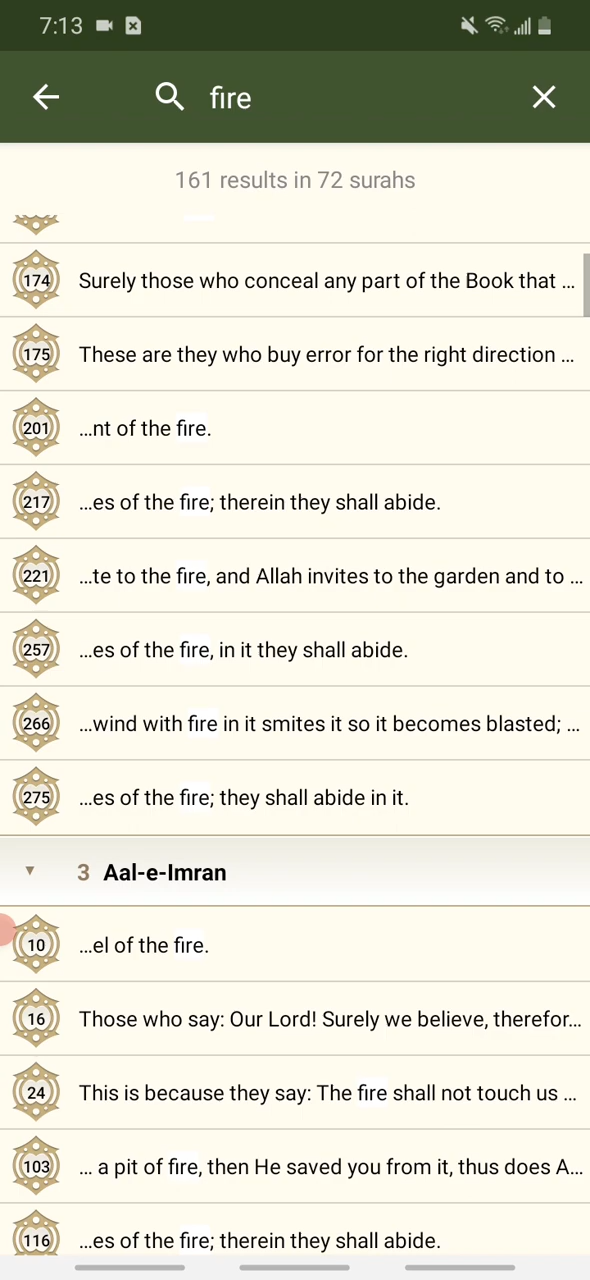 7:13
fire
161 results in 72 surahs
174 Surely those who conceal any part of the Book that ...
175 These are they who buy error for the right direction ...
201 ...nt of the fire.
217 ...es of the fire; therein they shall abide.
221 ...te to the fire, and Allah invites to the garden and to ...
257 ...es of the fire, in it they shall abide.
266 ...wind with fire in it smites it so it becomes blasted; ...
275 ...es of the fire; they shall abide in it.
3 Aal-e-Imran
10 ...el of the fire.
16 Those who say: Our Lord! Surely we believe, therefor...
24 This is because they say: The fire shall not touch us ...
103 ... a pit of fire, then He saved you from it, thus does A...
116 ...es of the fire; therein they shall abide.